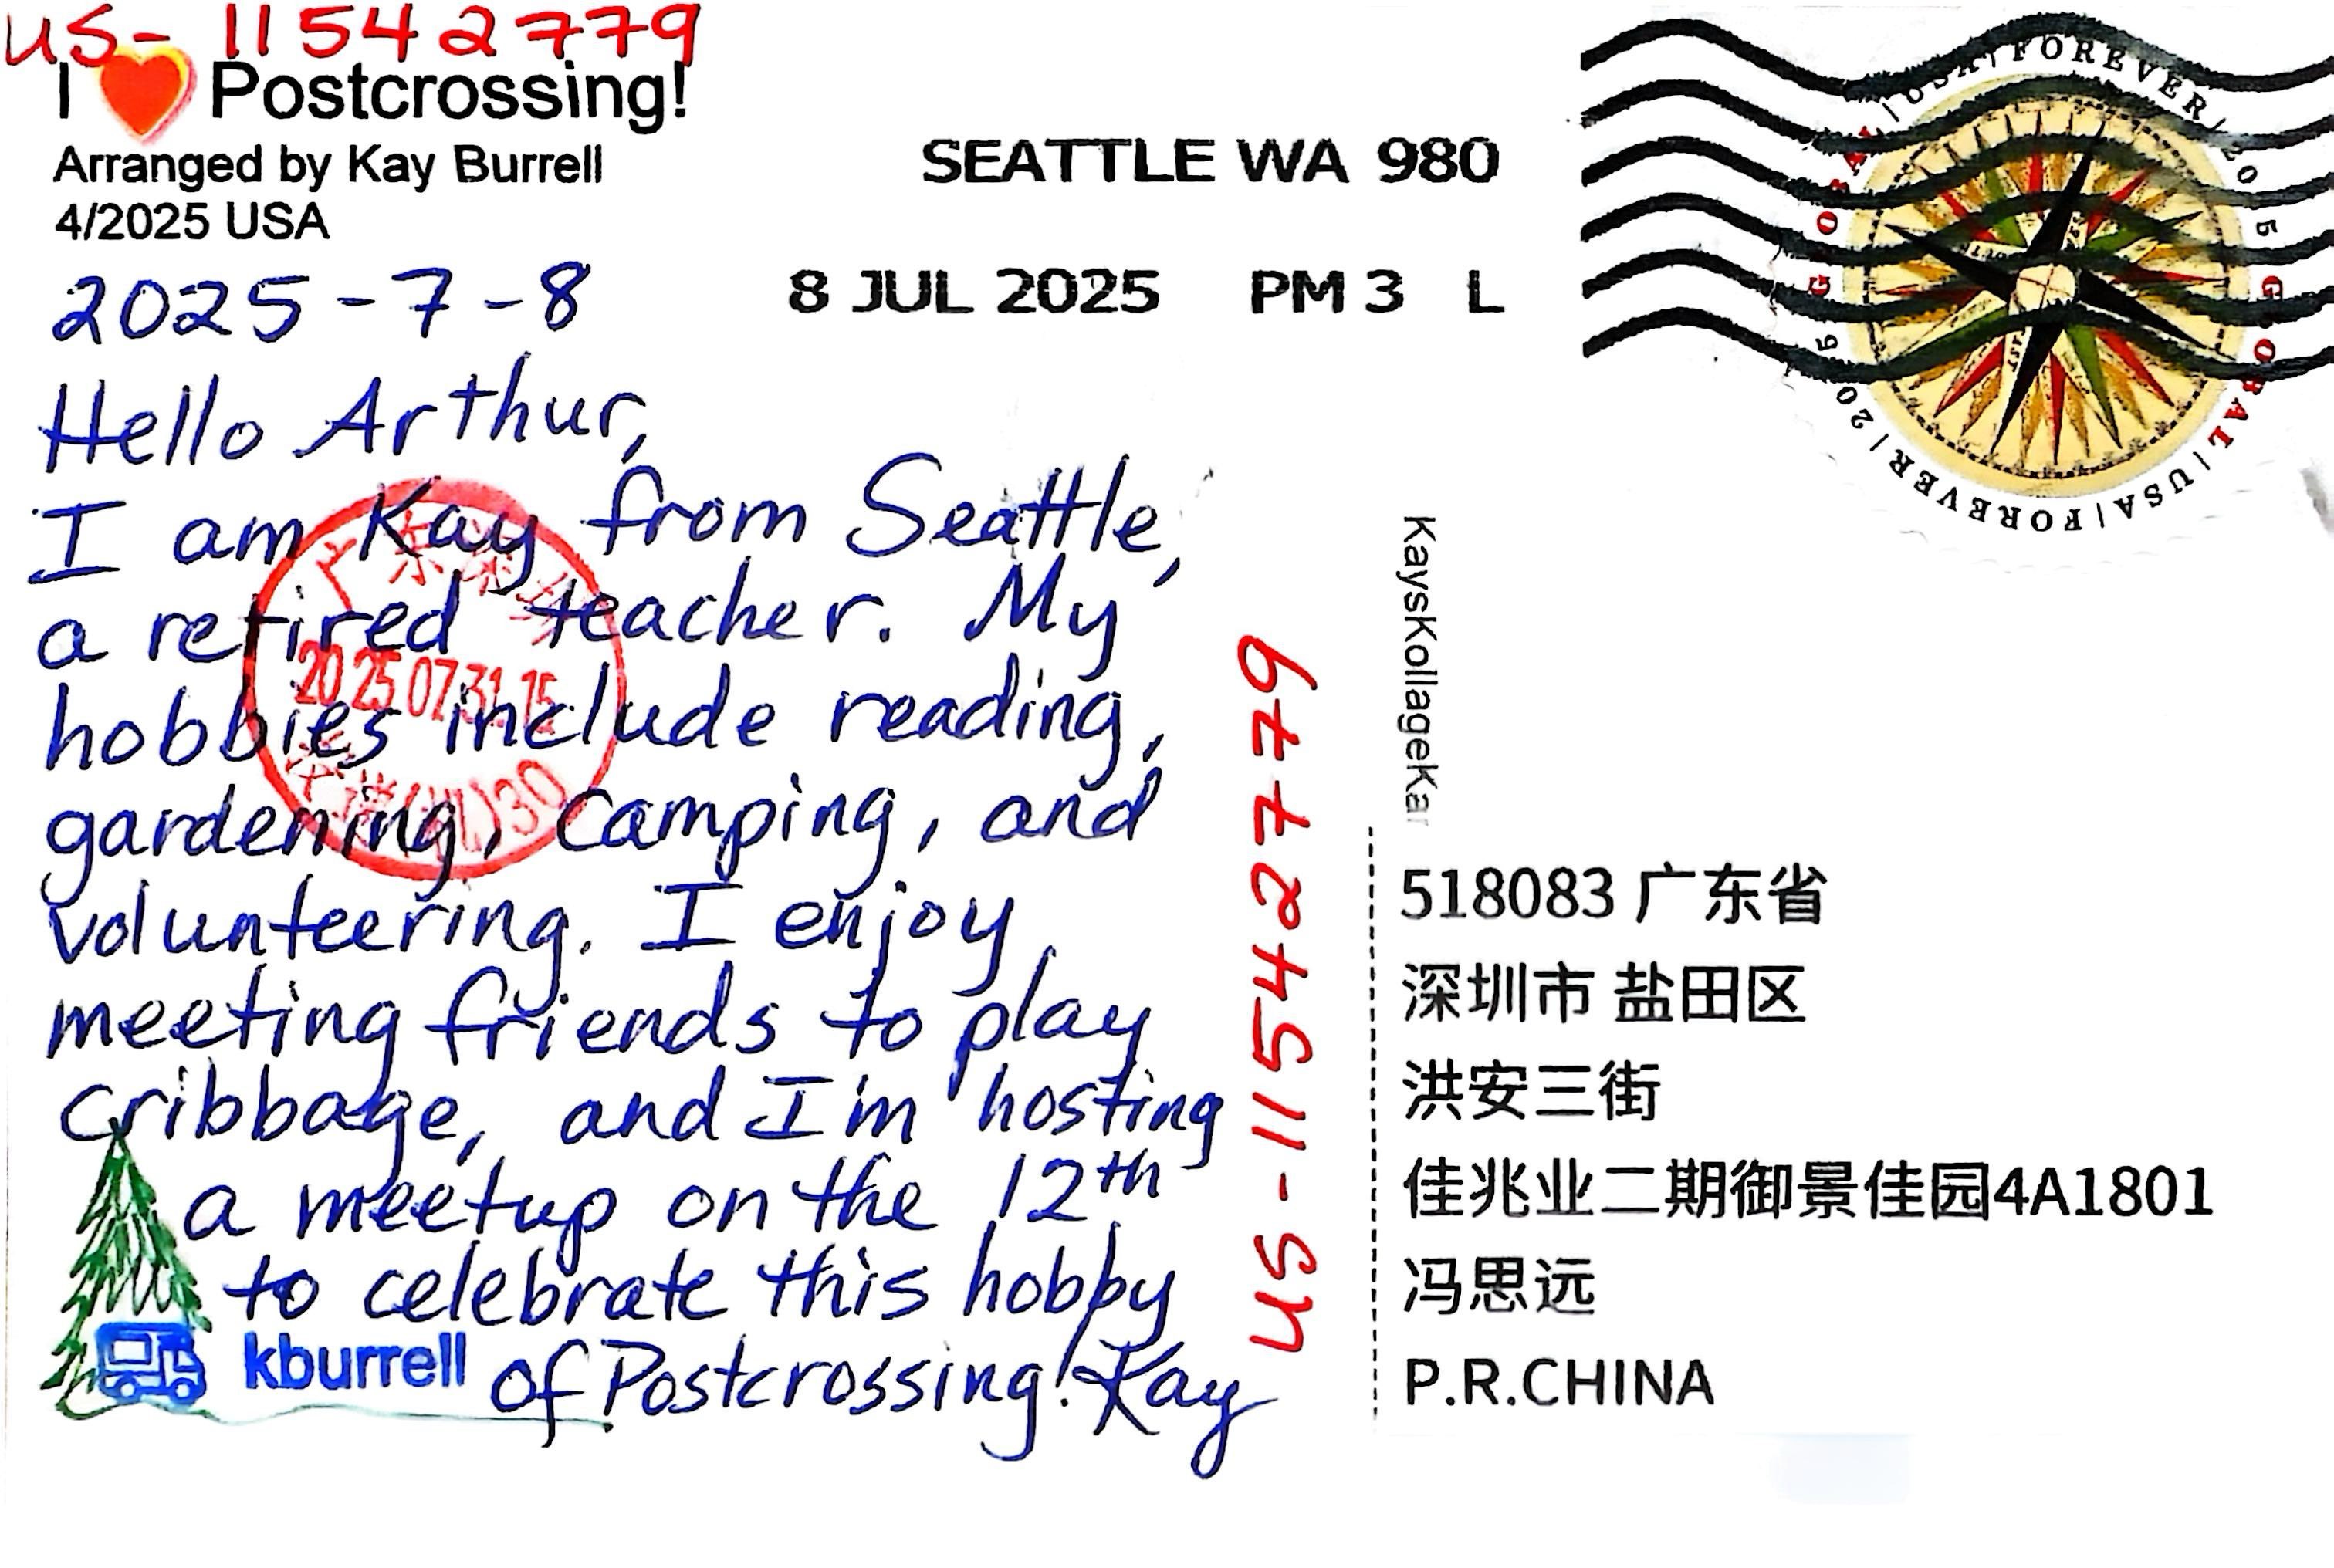 US-11542779
I Postcrossing!
Arranged by Kay Burrell
4/2025 USA
SEATTLE WA 980
8 JUL 2025 PM 3 L
USA/FOREVER/2015 GLOBAL/USA/FOREVER/2015 GLOBAL/
2025-7-8
Hello Arthur,
I am Kay from Seattle,
a retired teacher. My
hobbies include reading,
gardening, camping, and
volunteering. I enjoy
meeting friends to play
cribbage, and I'm hosting
a meetup on the 12th
to celebrate this hobby
of Postcrossing! Kay
kburrell
广东深圳
2025.07.31.15
US-11542779
KaysKollageKar
518083 广东省
深圳市 盐田区
洪安三街
佳兆业二期御景佳园4A1801
冯思远
P.R.CHINA